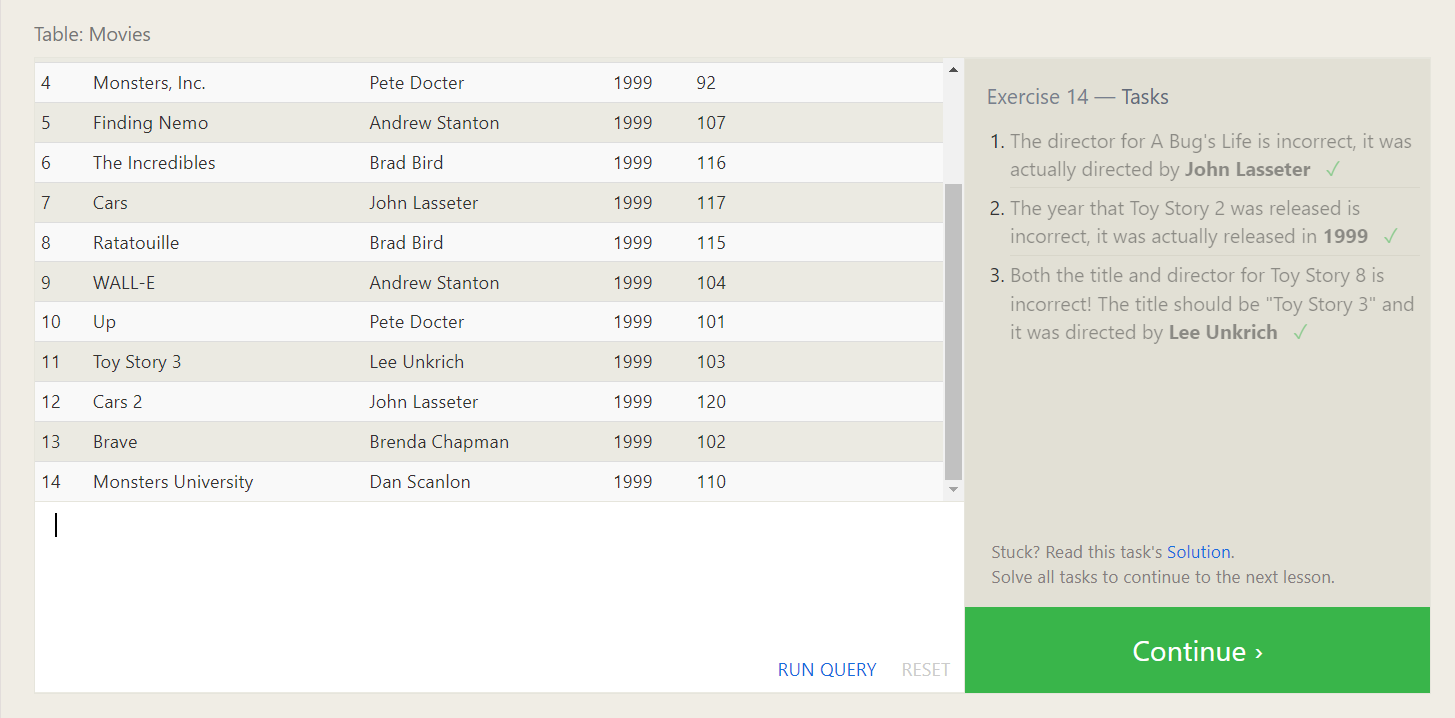 Table: Movies
4 Monsters, Inc. Pete Docter 1999 92
5 Finding Nemo Andrew Stanton 1999 107
6 The Incredibles Brad Bird 1999 116
7 Cars John Lasseter 1999 117
8 Ratatouille Brad Bird 1999 115
9 WALL-E Andrew Stanton 1999 104
10 Up Pete Docter 1999 101
11 Toy Story 3 Lee Unkrich 1999 103
12 Cars 2 John Lasseter 1999 120
13 Brave Brenda Chapman 1999 102
14 Monsters University Dan Scanlon 1999 110
RUN QUERY RESET
Exercise 14 — Tasks
1. The director for A Bug's Life is incorrect, it was
actually directed by John Lasseter ✓
2. The year that Toy Story 2 was released is
incorrect, it was actually released in 1999 ✓
3. Both the title and director for Toy Story 8 is
incorrect! The title should be "Toy Story 3" and
it was directed by Lee Unkrich ✓
Stuck? Read this task's Solution.
Solve all tasks to continue to the next lesson.
Continue ›